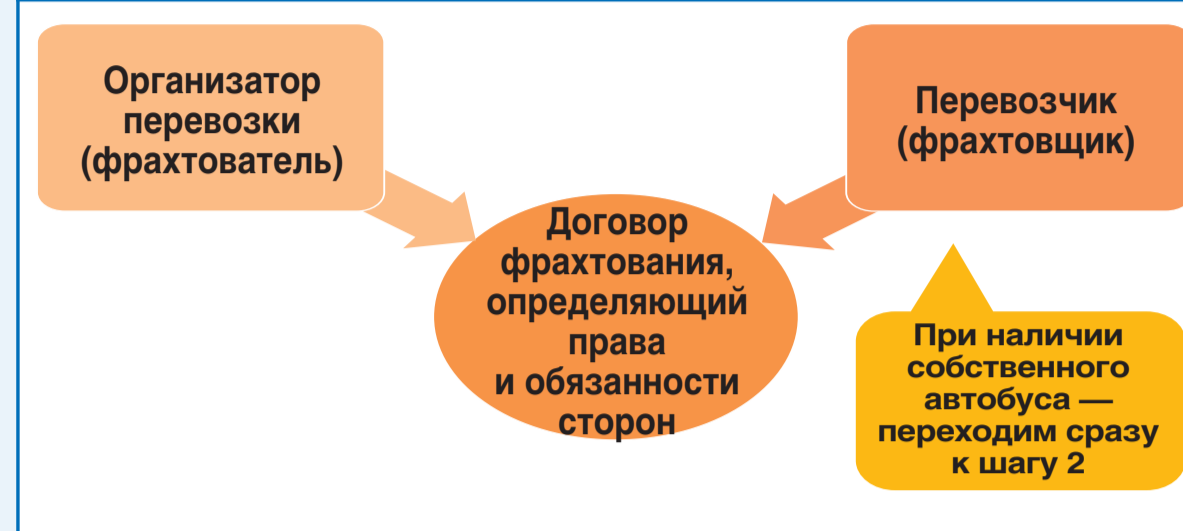 Организатор
перевозки
(фрахтователь)
Перевозчик
(фрахтовщик)
Договор
фрахтования,
определяющий
права
и обязанности
сторон
При наличии
собственного
автобуса —
переходим сразу
к шагу 2